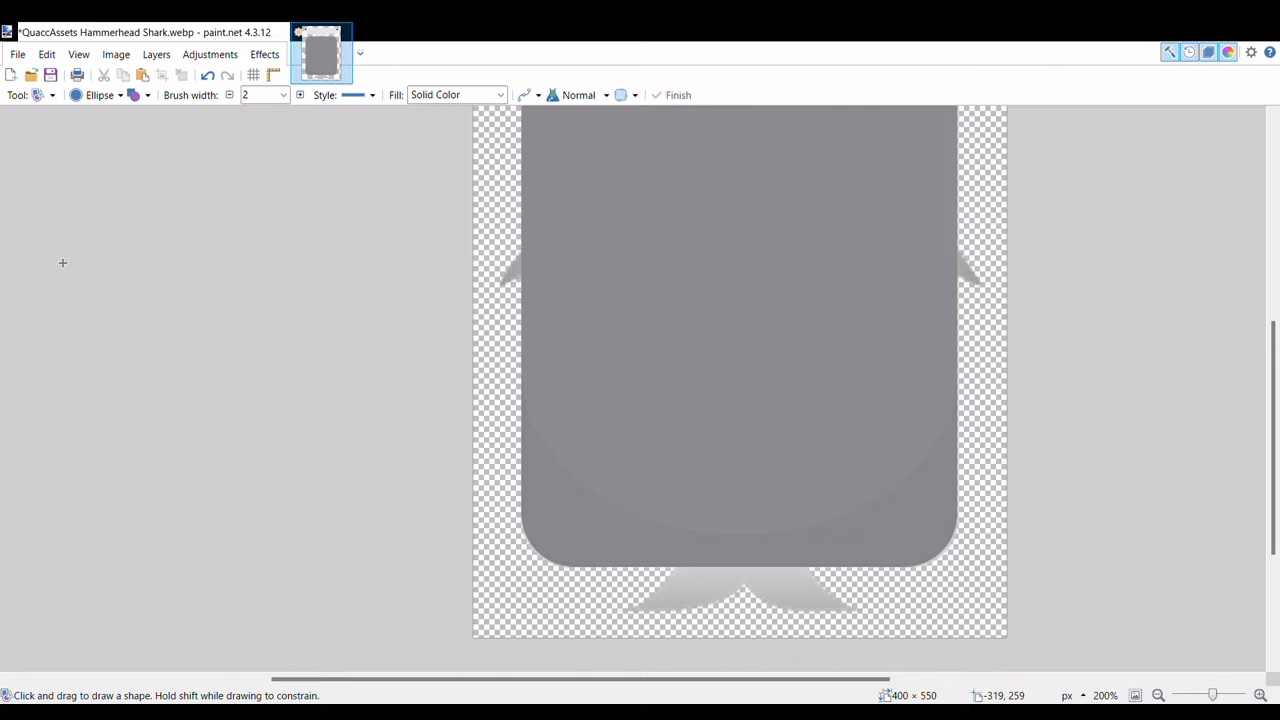 *QuaccAssets Hammerhead Shark.webp - paint.net 4.3.12
File Edit View Image Layers Adjustments Effects
Tool: Ellipse Brush width: 2 Style: Fill: Solid Color Normal Finish
Click and drag to draw a shape. Hold shift while drawing to constrain. 400 × 550 -319, 259 px 200%